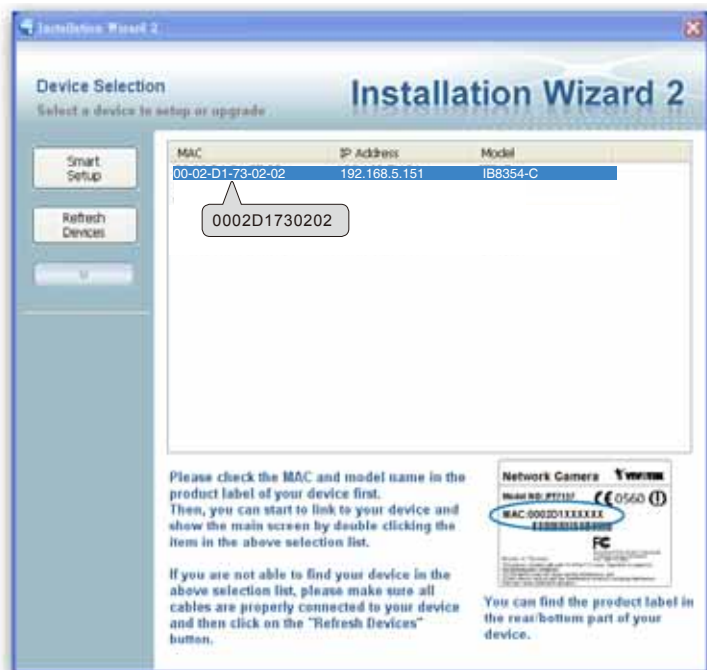 Installation Wizard 2
Device Selection
Select a device to setup or upgrade
Installation Wizard 2
Smart
Setup
Refresh
Devices
MAC IP Address Model
00-02-D1-73-02-02 192.168.5.151 IB8354-C
0002D1730202
Please check the MAC and model name in the
product label of your device first.
Then, you can start to link to your device and
show the main screen by double clicking the
item in the above selection list.
If you are not able to find your device in the
above selection list, please make sure all
cables are properly connected to your device
and then click on the "Refresh Devices"
button.
Network Camera VIVOTEK
Model NO: PT7137 CE0560
MAC:0002D1XXXXXX
FC
You can find the product label in
the rear/bottom part of your
device.